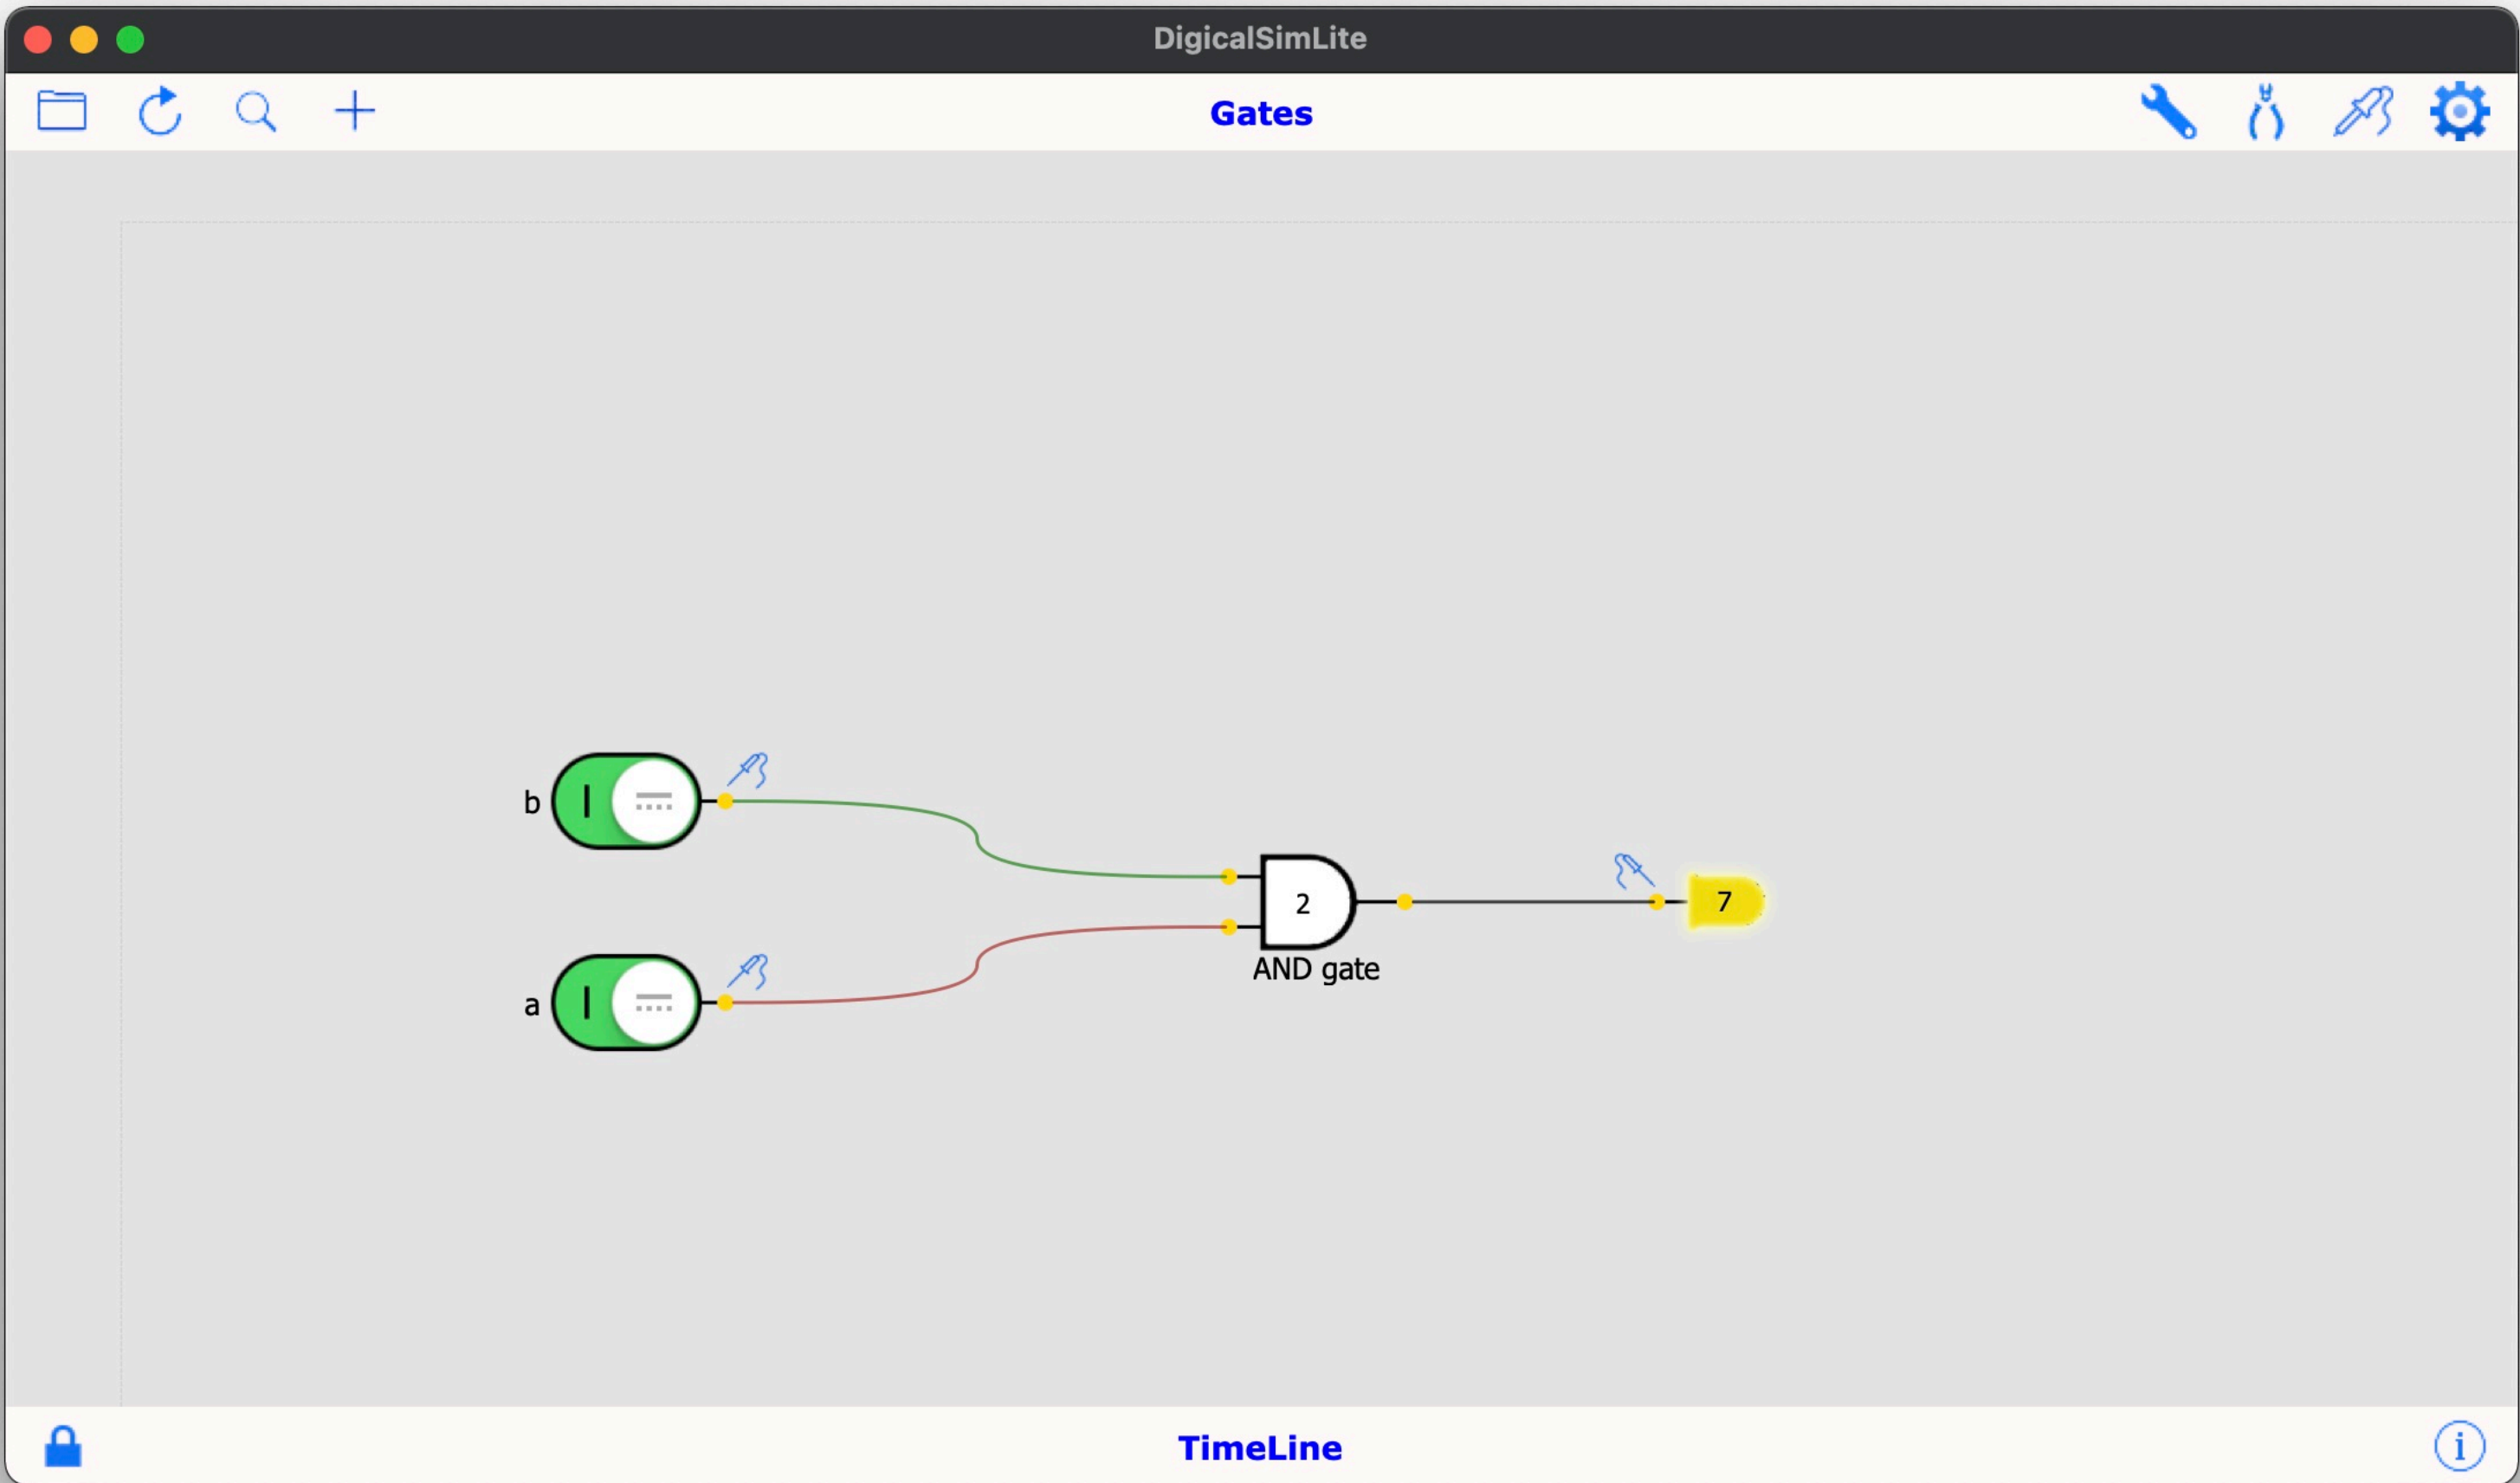 DigicalSimLite
Gates
b
2
7
AND gate
a
TimeLine